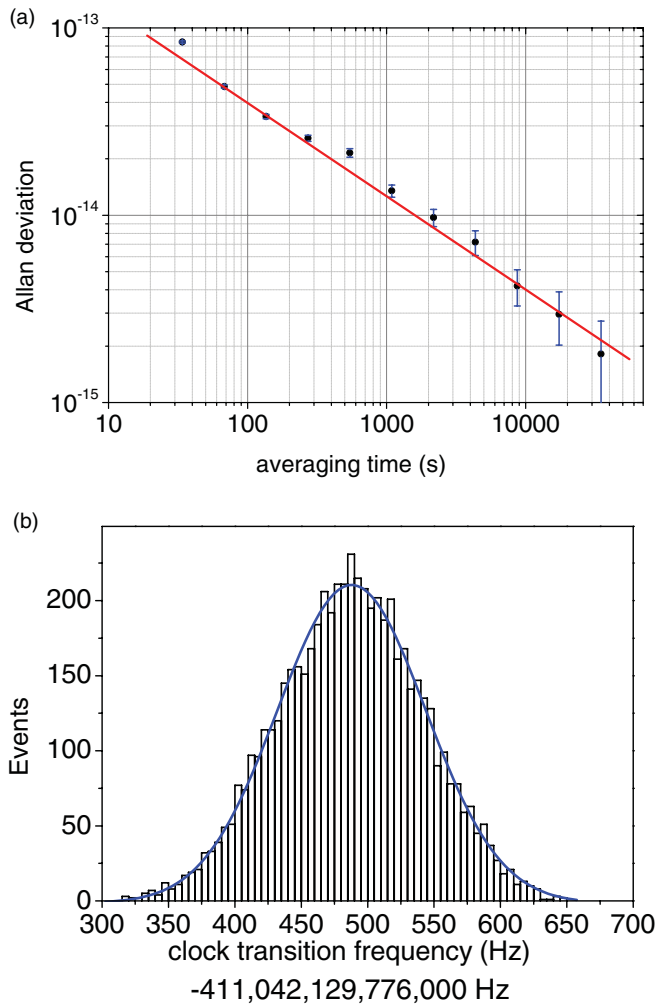 (a)
10^-13
10^-14
10^-15
Allan deviation
10 100 1000 10000
averaging time (s)
(b)
200
150
100
50
0
Events
300 350 400 450 500 550 600 650 700
clock transition frequency (Hz)
-411,042,129,776,000 Hz